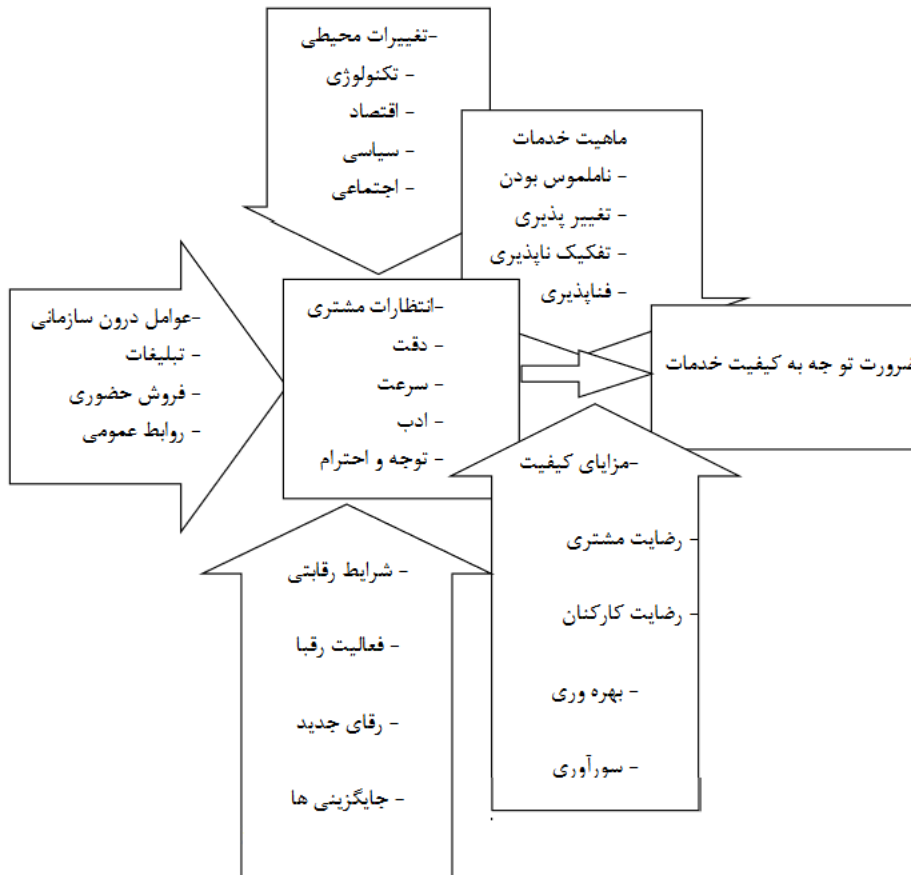 -تغییرات محیطی
- تکنولوژی
- اقتصاد
- سیاسی
- اجتماعی
ماهیت خدمات
- ناملموس بودن
- تغییر پذیری
- تفکیک ناپذیری
- فناپذیری
-عوامل درون سازمانی
- تبلیغات
- فروش حضوری
- روابط عمومی
-انتظارات مشتری
- دقت
- سرعت
- ادب
- توجه و احترام
ضرورت تو جه به کیفیت خدمات
-مزایای کیفیت
- رضایت مشتری
- رضایت کارکنان
- بهره وری
- سورآوری
- شرایط رقابتی
- فعالیت رقبا
- رقای جدید
- جایگزینی ها